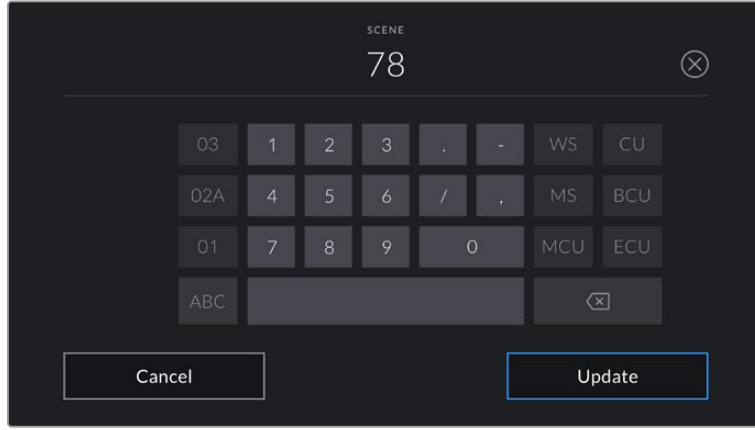 SCENE
78
03 1 2 3 . - WS CU
02A 4 5 6 / , MS BCU
01 7 8 9 0 MCU ECU
ABC
Cancel Update